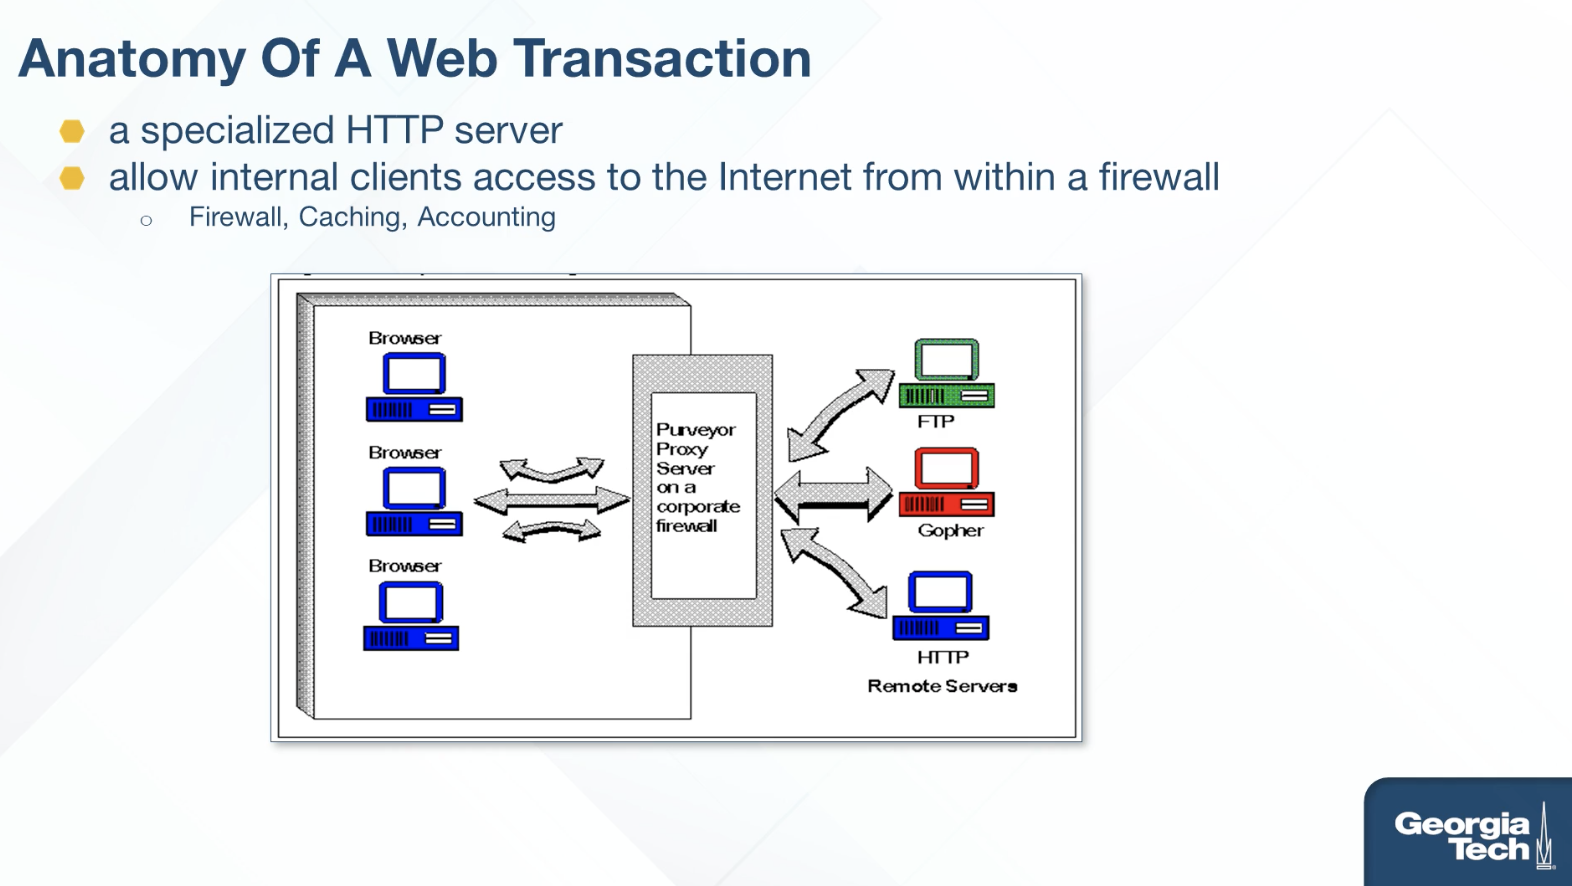 Anatomy Of A Web Transaction
a specialized HTTP server
allow internal clients access to the Internet from within a firewall
Firewall, Caching, Accounting
Browser
Browser
Browser
Purveyor
Proxy
Server
on a
corporate
firewall
FTP
Gopher
HTTP
Remote Servers
Georgia
Tech